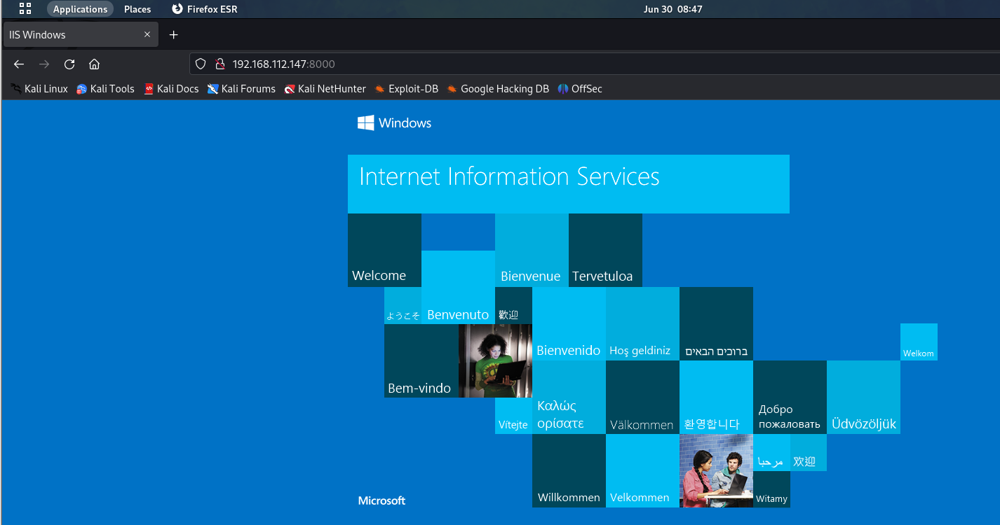 Applications Places Firefox ESR Jun 30 08:47
IIS Windows
192.168.112.147:8000
Kali Linux Kali Tools Kali Docs Kali Forums Kali NetHunter Exploit-DB Google Hacking DB OffSec
Windows
Internet Information Services
Welcome
Bienvenue
Tervetuloa
ようこそ
Benvenuto
歡迎
Bienvenido
Hoş geldiniz
ברוכים הבאים
Welkom
Bem-vindo
Vítejte
Καλώς
ορίσατε
Välkommen
환영합니다
Добро
пожаловать
Üdvözöljük
مرحبا
欢迎
Willkommen
Velkommen
Witamy
Microsoft